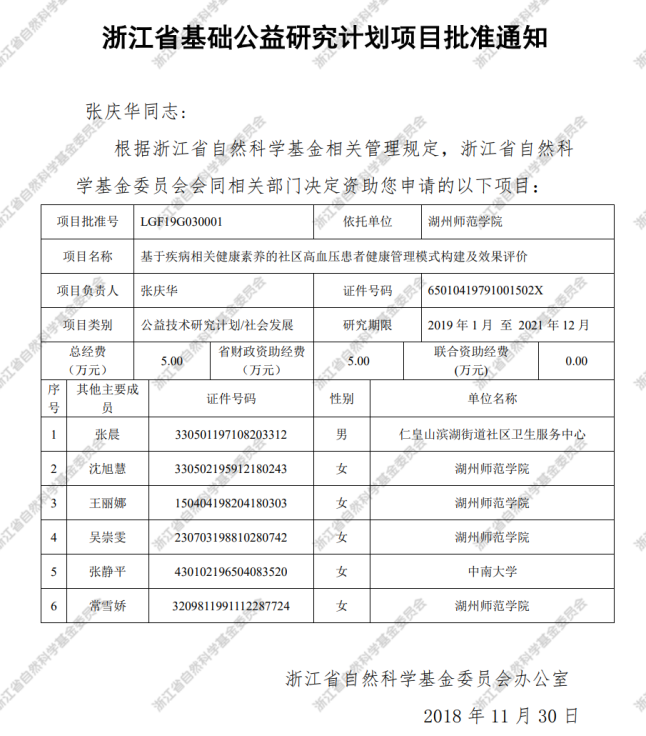 浙江省基础公益研究计划项目批准通知
张庆华同志：
根据浙江省自然科学基金相关管理规定，浙江省自然科
学基金委员会会同相关部门决定资助您申请的以下项目：
项目批准号 LGF19G030001 依托单位 湖州师范学院
项目名称 基于疾病相关健康素养的社区高血压患者健康管理模式构建及效果评价
项目负责人 张庆华 证件号码 65010419791001502X
项目类别 公益技术研究计划/社会发展 研究期限 2019 年 1 月 至 2021 年 12 月
总经费（万元） 5.00 省财政资助经费（万元） 5.00 联合资助经费（万元） 0.00
序号 其他主要成员 证件号码 性别 单位名称
1 张晨 330501197108203312 男 仁皇山滨湖街道社区卫生服务中心
2 沈旭慧 330502195912180243 女 湖州师范学院
3 王丽娜 150404198204180303 女 湖州师范学院
4 吴崇雯 230703198810280742 女 湖州师范学院
5 张静平 430102196504083520 女 中南大学
6 常雪娇 3209811991112287724 女 湖州师范学院
浙江省自然科学基金委员会办公室
2018 年 11 月 30 日
浙江省自然科学基金委员会